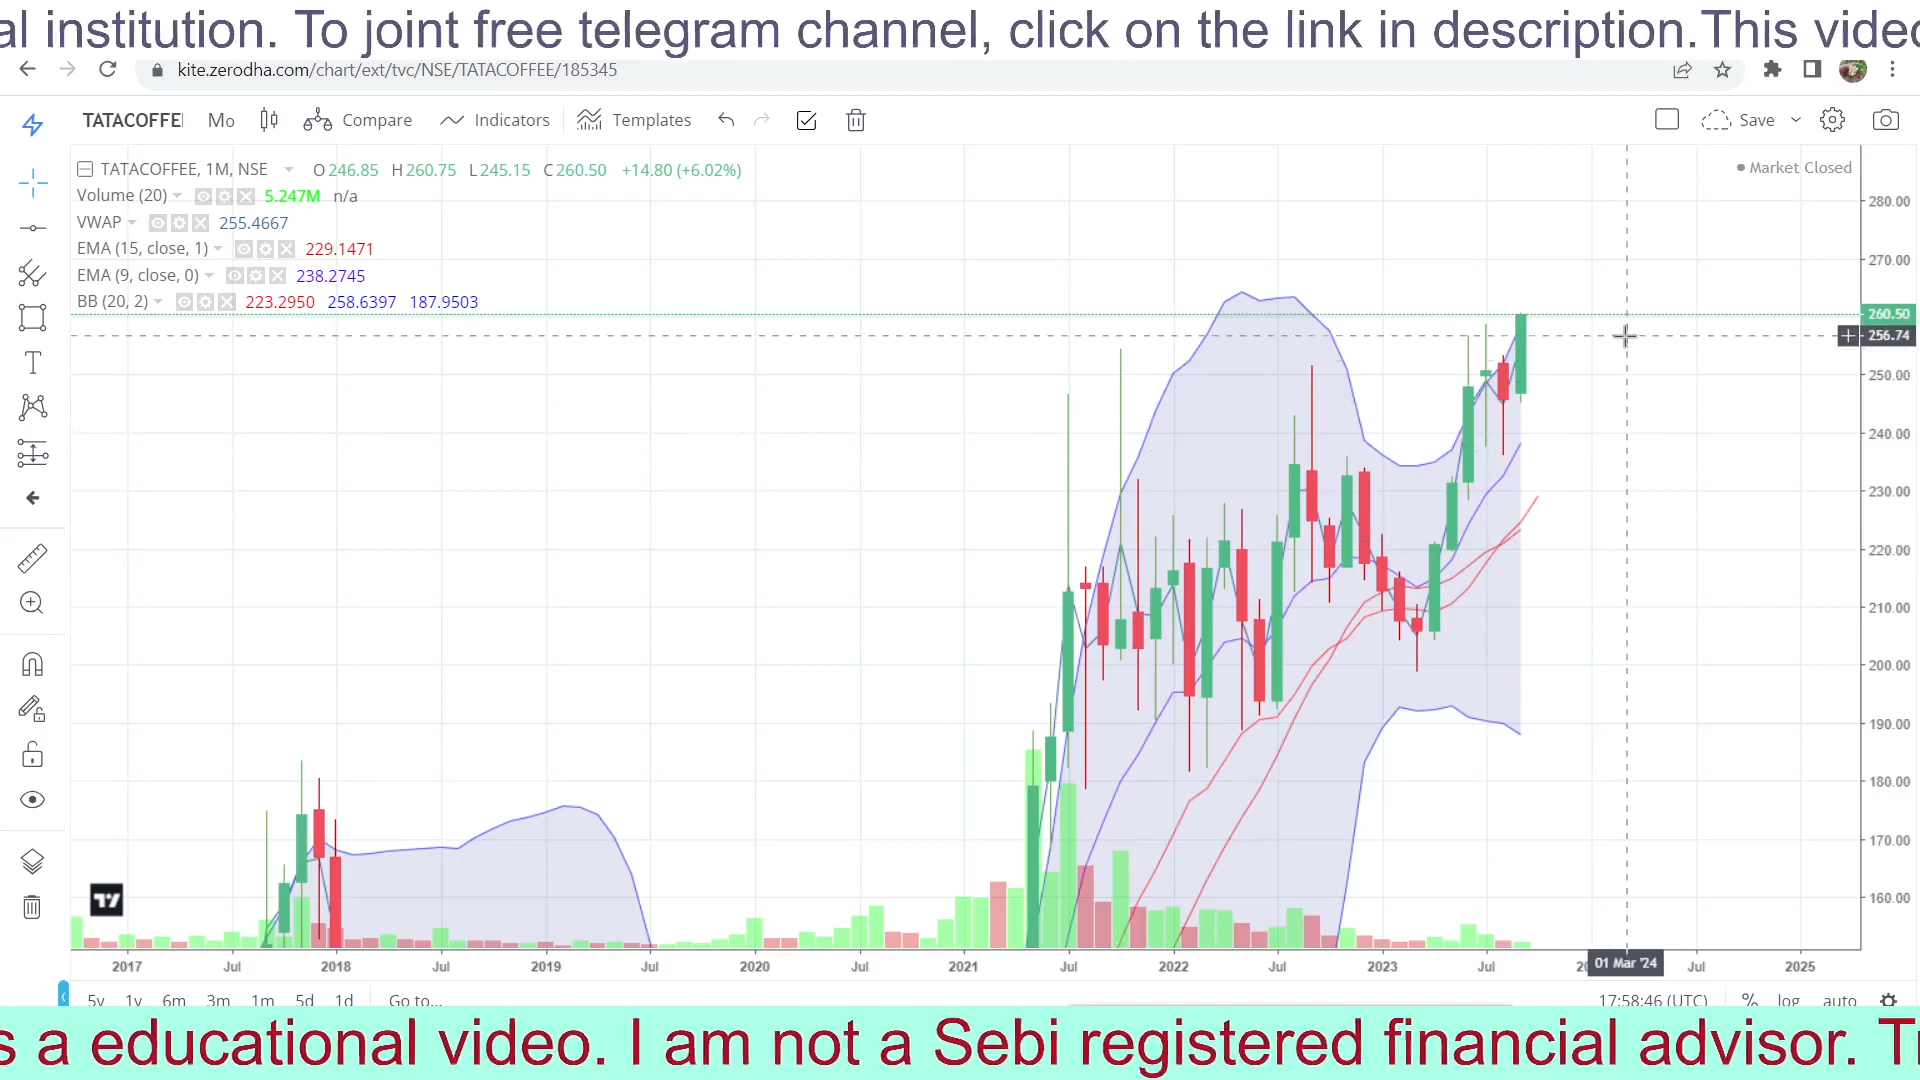 al institution. To joint free telegram channel, click on the link in description.This video
kite.zerodha.com/chart/ext/tvc/NSE/TATACOFFEE/185345
TATACOFFE Mo Compare Indicators Templates Save
TATACOFFEE, 1M, NSE O246.85 H260.75 L245.15 C260.50 +14.80 (+6.02%)
Market Closed
Volume (20) 5.247M n/a
VWAP 255.4667
EMA (15, close, 1) 229.1471
EMA (9, close, 0) 238.2745
BB (20, 2) 223.2950 258.6397 187.9503
280.00
270.00
260.50
256.74
250.00
240.00
230.00
220.00
210.00
200.00
190.00
180.00
170.00
160.00
2017 Jul 2018 Jul 2019 Jul 2020 Jul 2021 Jul 2022 Jul 2023 Jul 01 Mar '24 Jul 2025
5y 1y 6m 3m 1m 5d 1d Go to... 17:58:46 (UTC) % log auto
s a educational video. I am not a Sebi registered financial advisor. T